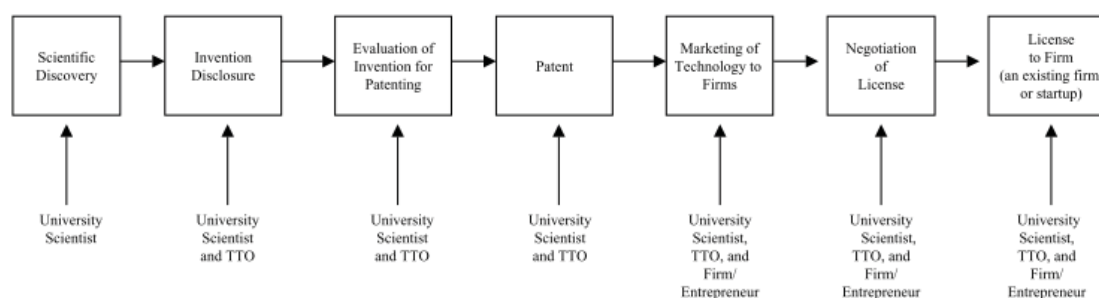 Scientific
Discovery
Invention
Disclosure
Evaluation of
Invention for
Patenting
Patent
Marketing of
Technology to
Firms
Negotiation
of
License
License
to Firm
(an existing firm
or startup)
University
Scientist
University
Scientist
and TTO
University
Scientist
and TTO
University
Scientist
and TTO
University
Scientist,
TTO, and
Firm/
Entrepreneur
University
Scientist,
TTO, and
Firm/
Entrepreneur
University
Scientist,
TTO, and
Firm/
Entrepreneur